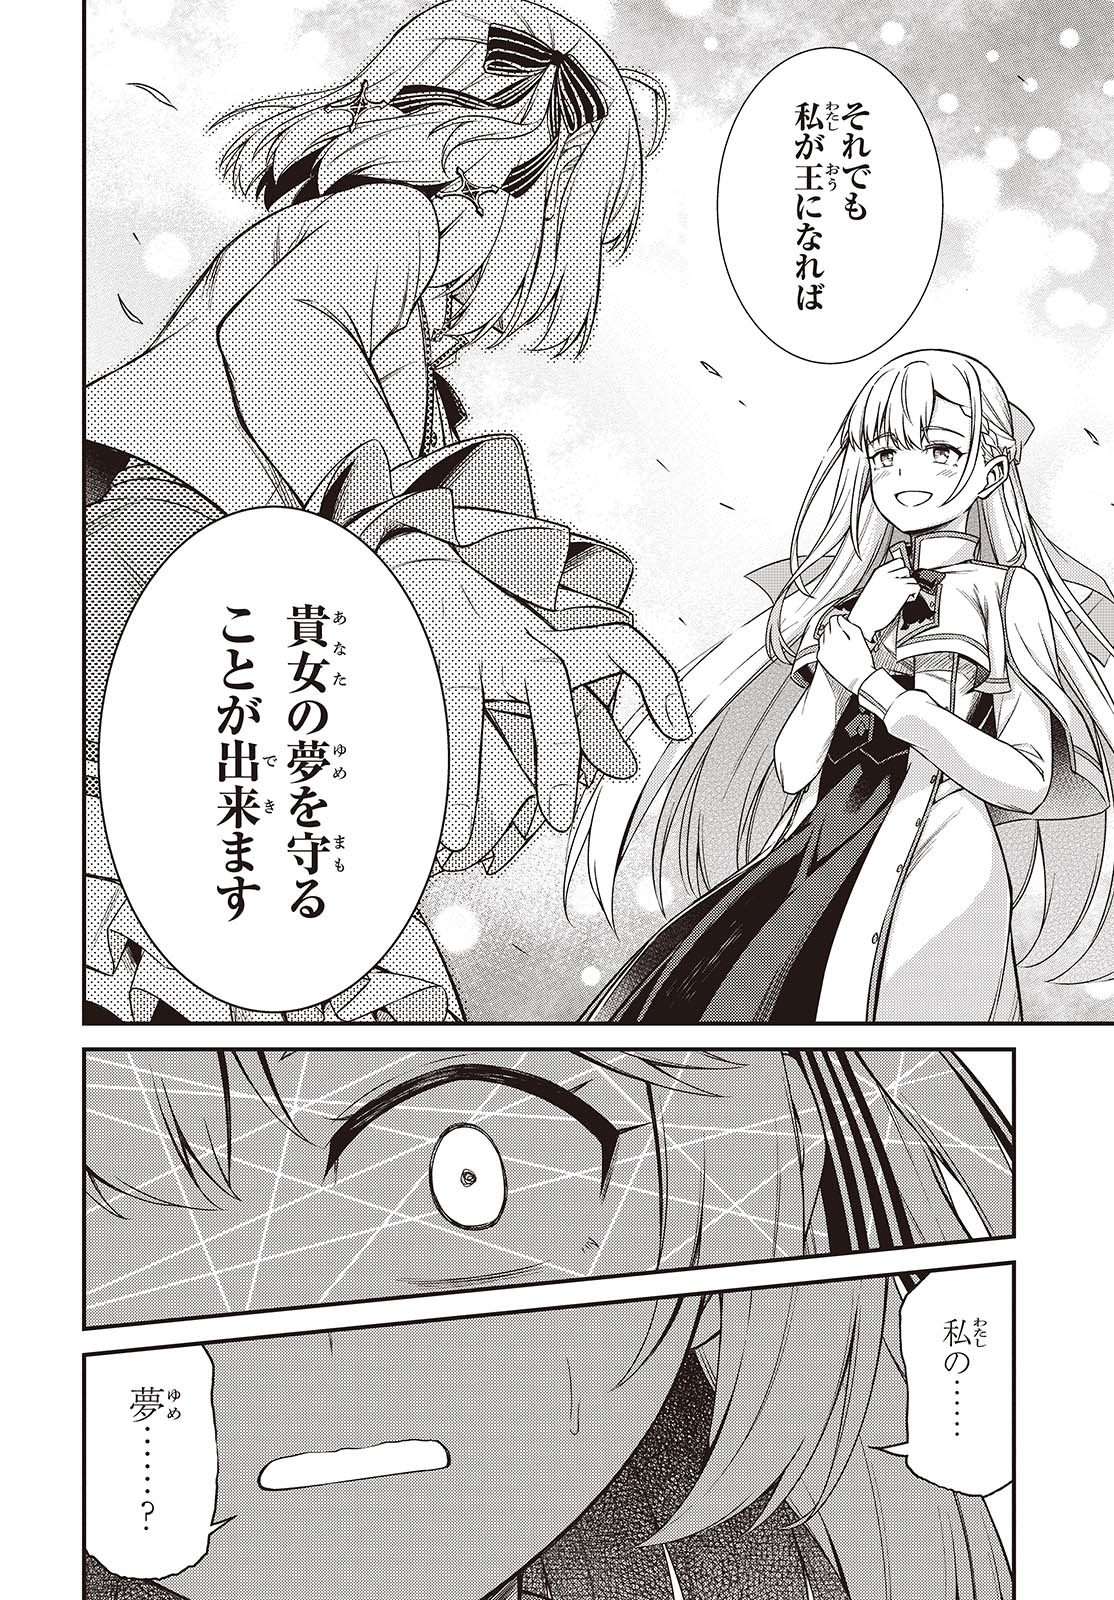 それでも
私が王になれば
貴女の夢を守る
ことが出来ます
私の……
夢………?